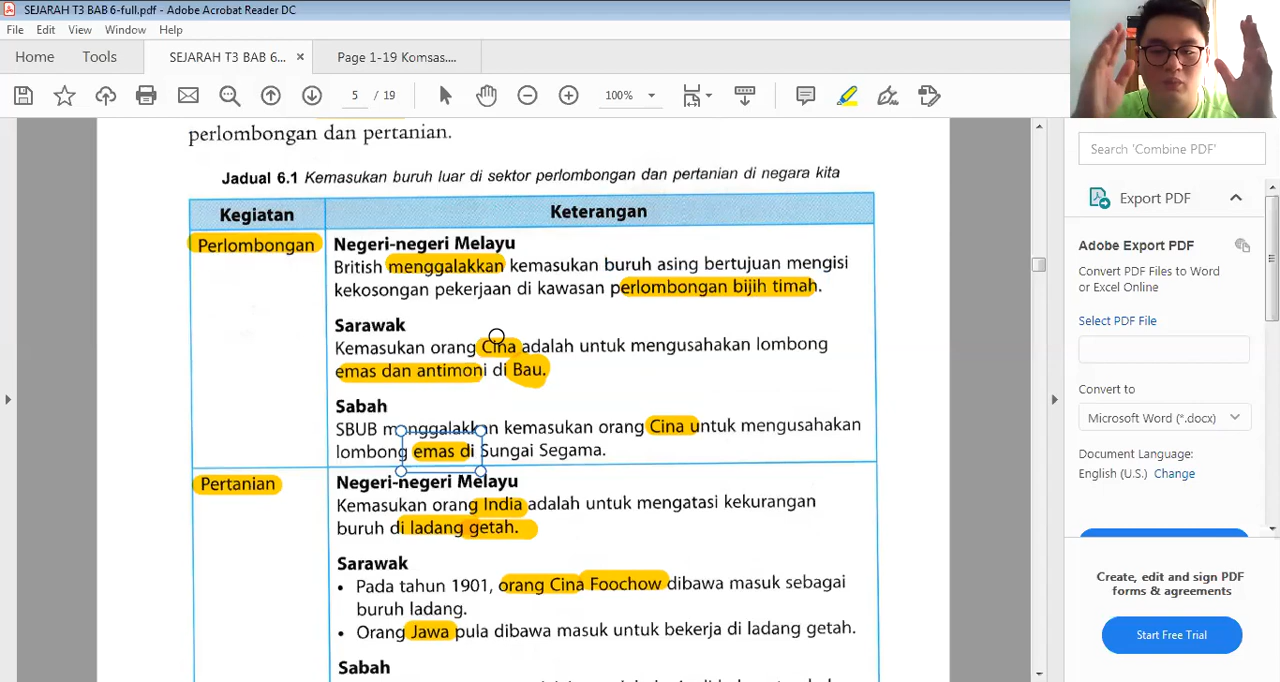 SEJARAH T3 BAB 6-full.pdf - Adobe Acrobat Reader DC
File Edit View Window Help
Home Tools SEJARAH T3 BAB 6... × Page 1-19 Komsas....
5 / 19 100%
perlombongan dan pertanian.
Jadual 6.1 Kemasukan buruh luar di sektor perlombongan dan pertanian di negara kita
Kegiatan Keterangan
Perlombongan
Negeri-negeri Melayu
British menggalakkan kemasukan buruh asing bertujuan mengisi
kekosongan pekerjaan di kawasan perlombongan bijih timah.
Sarawak
Kemasukan orang Cina adalah untuk mengusahakan lombong
emas dan antimoni di Bau.
Sabah
SBUB menggalakkan kemasukan orang Cina untuk mengusahakan
lombong emas di Sungai Segama.
Pertanian
Negeri-negeri Melayu
Kemasukan orang India adalah untuk mengatasi kekurangan
buruh di ladang getah.
Sarawak
• Pada tahun 1901, orang Cina Foochow dibawa masuk sebagai
buruh ladang.
• Orang Jawa pula dibawa masuk untuk bekerja di ladang getah.
Sabah
Search 'Combine PDF'
Export PDF
Adobe Export PDF
Convert PDF Files to Word
or Excel Online
Select PDF File
Convert to
Microsoft Word (*.docx)
Document Language:
English (U.S.) Change
Create, edit and sign PDF
forms & agreements
Start Free Trial